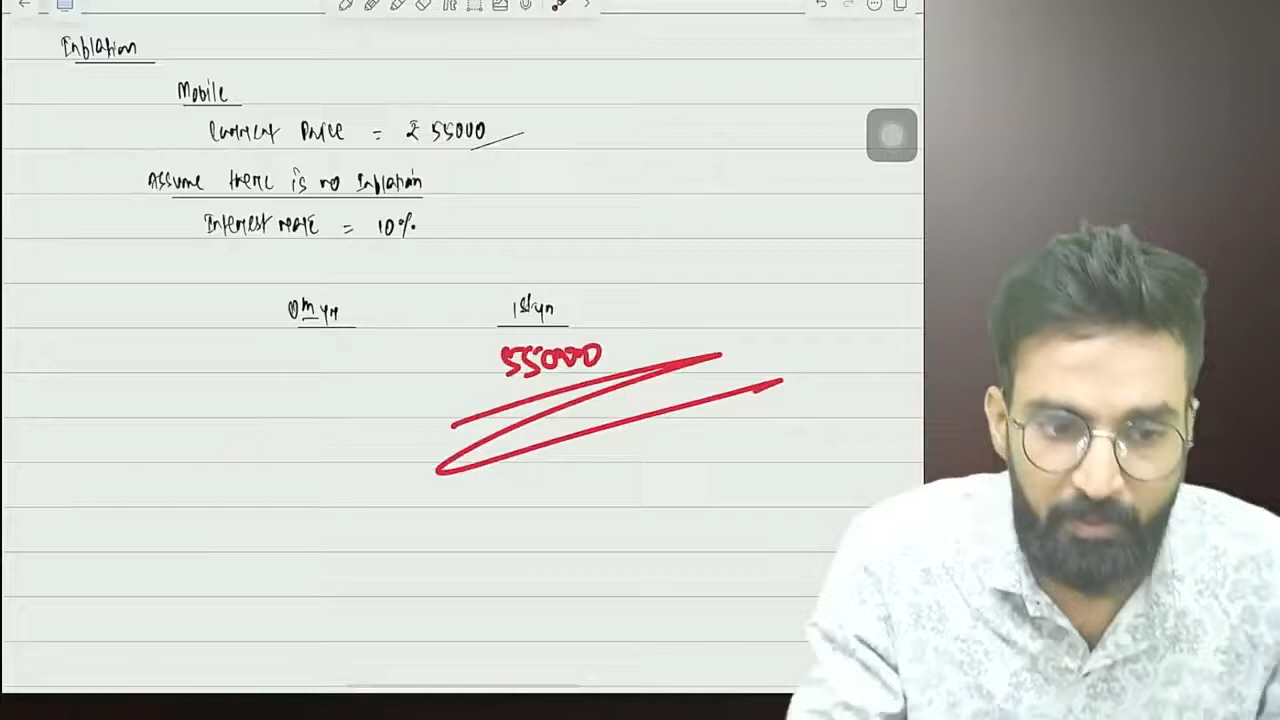 Inflation
Mobile
Current Price = ₹ 55000
Assume there is no Inflation
Interest rate = 10%
0th yr 1st yr
55000